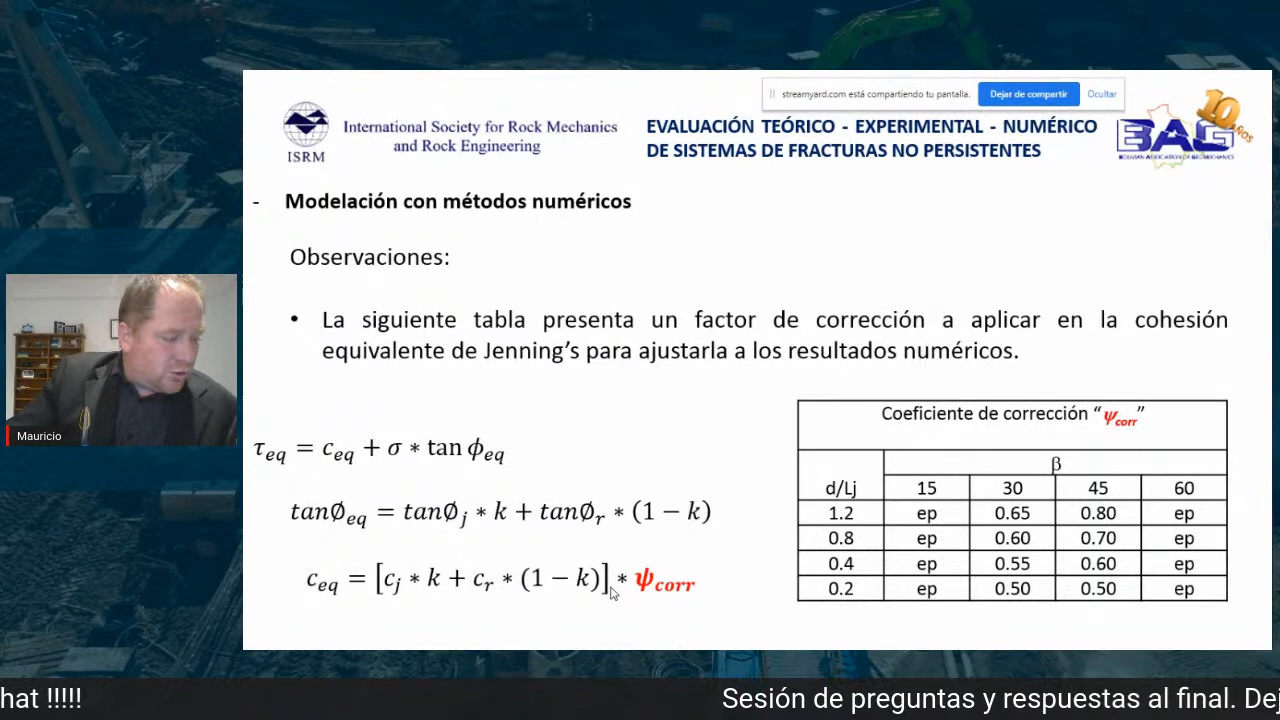 streamyard.com está compartiendo tu pantalla.
Dejar de compartir
Ocultar
ISRM
International Society for Rock Mechanics
and Rock Engineering
EVALUACIÓN TEÓRICO - EXPERIMENTAL - NUMÉRICO
DE SISTEMAS DE FRACTURAS NO PERSISTENTES
10 AÑOS
BAG
BOLIVIAN ASSOCIATION OF GEOMECHANICS
- Modelación con métodos numéricos
Observaciones:
• La siguiente tabla presenta un factor de corrección a aplicar en la cohesión
equivalente de Jenning’s para ajustarla a los resultados numéricos.
Mauricio
τeq = ceq + σ * tan ϕeq
tanØeq = tanØj * k + tanØr * (1 − k)
ceq = [cj * k + cr * (1 − k)] * ψcorr
Coeficiente de corrección “ψcorr”
β
d/Lj 15 30 45 60
1.2 ep 0.65 0.80 ep
0.8 ep 0.60 0.70 ep
0.4 ep 0.55 0.60 ep
0.2 ep 0.50 0.50 ep
hat !!!!! Sesión de preguntas y respuestas al final. Dej